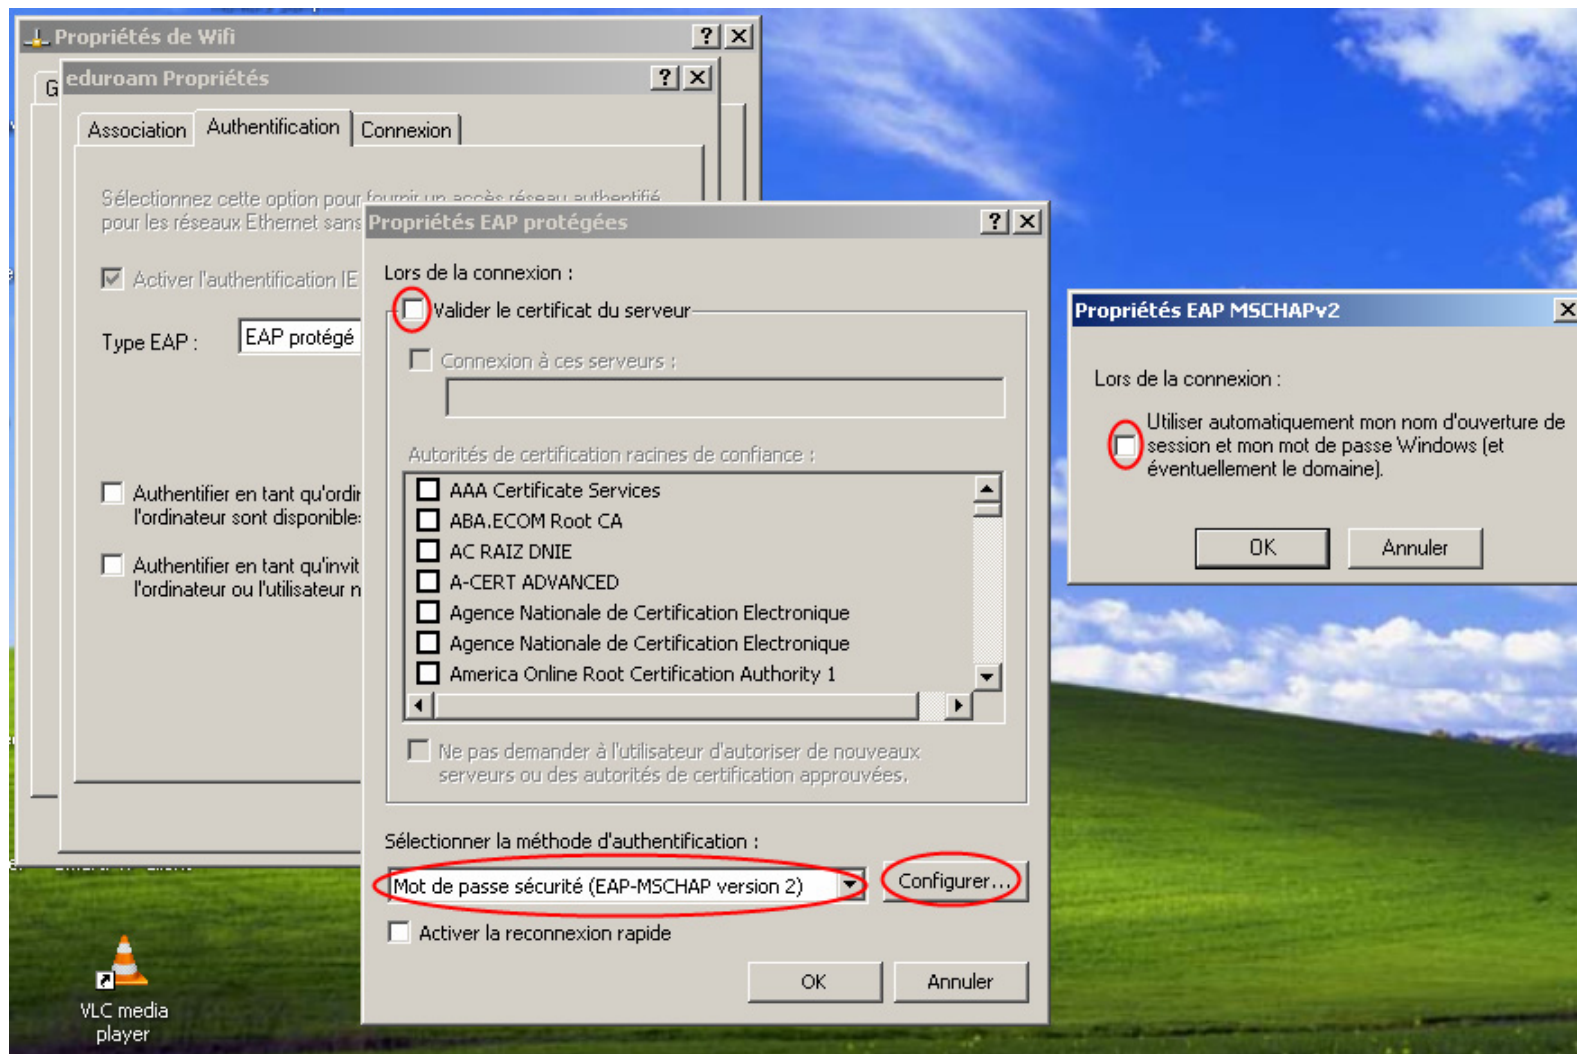 Propriétés de Wifi
G
eduroam Propriétés
Association
Authentification
Connexion
Sélectionnez cette option pour fournir un accès réseau authentifié
pour les réseaux Ethernet sans
Activer l'authentification IE
Type EAP :
EAP protégé
Authentifier en tant qu'ordin
l'ordinateur sont disponibles
Authentifier en tant qu'invit
l'ordinateur ou l'utilisateur n
Propriétés EAP protégées
Lors de la connexion :
Valider le certificat du serveur
Connexion à ces serveurs :
Autorités de certification racines de confiance :
AAA Certificate Services
ABA.ECOM Root CA
AC RAIZ DNIE
A-CERT ADVANCED
Agence Nationale de Certification Electronique
Agence Nationale de Certification Electronique
America Online Root Certification Authority 1
Ne pas demander à l'utilisateur d'autoriser de nouveaux
serveurs ou des autorités de certification approuvées.
Sélectionner la méthode d'authentification :
Mot de passe sécurité (EAP-MSCHAP version 2)
Configurer...
Activer la reconnexion rapide
OK
Annuler
Propriétés EAP MSCHAPv2
Lors de la connexion :
Utiliser automatiquement mon nom d'ouverture de
session et mon mot de passe Windows (et
éventuellement le domaine).
OK
Annuler
VLC media
player